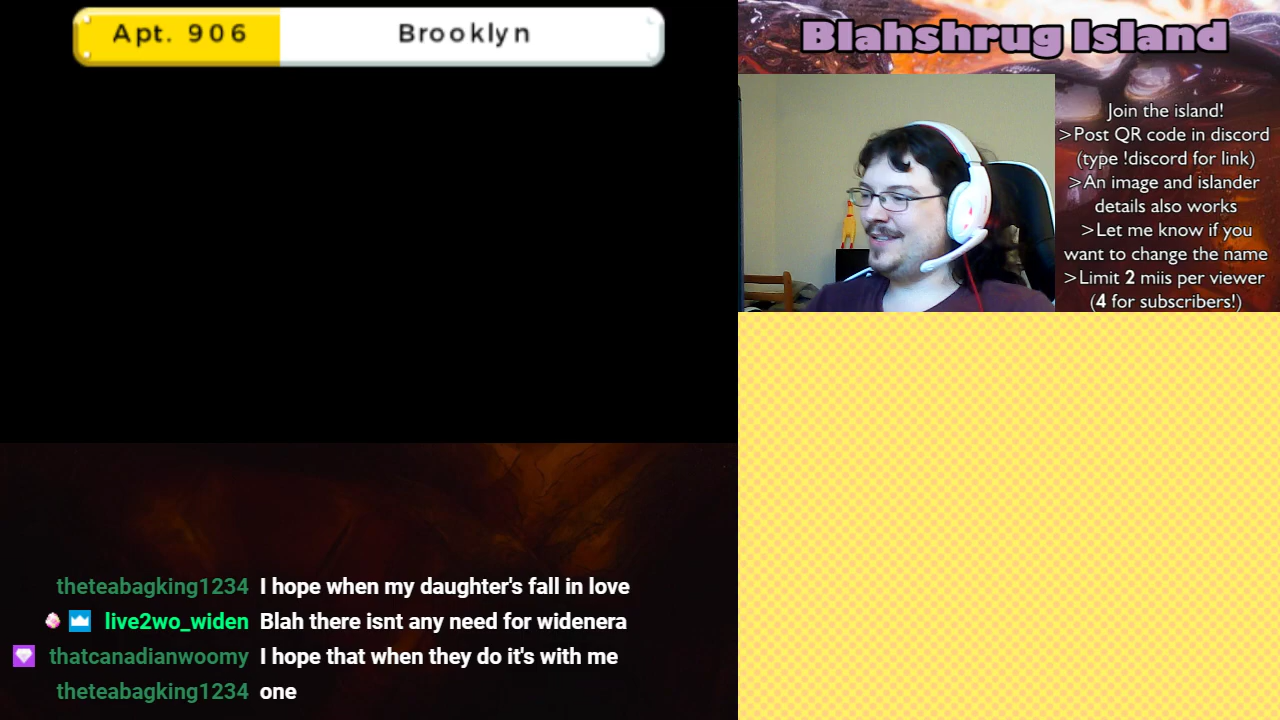 Apt. 906 Brooklyn
Blahshrug Island
Join the island!
>Post QR code in discord
(type !discord for link)
>An image and islander
details also works
>Let me know if you
want to change the name
>Limit 2 miis per viewer
(4 for subscribers!)
theteabagking1234 I hope when my daughter's fall in love
live2wo_widen Blah there isnt any need for widenera
thatcanadianwoomy I hope that when they do it's with me
theteabagking1234 one